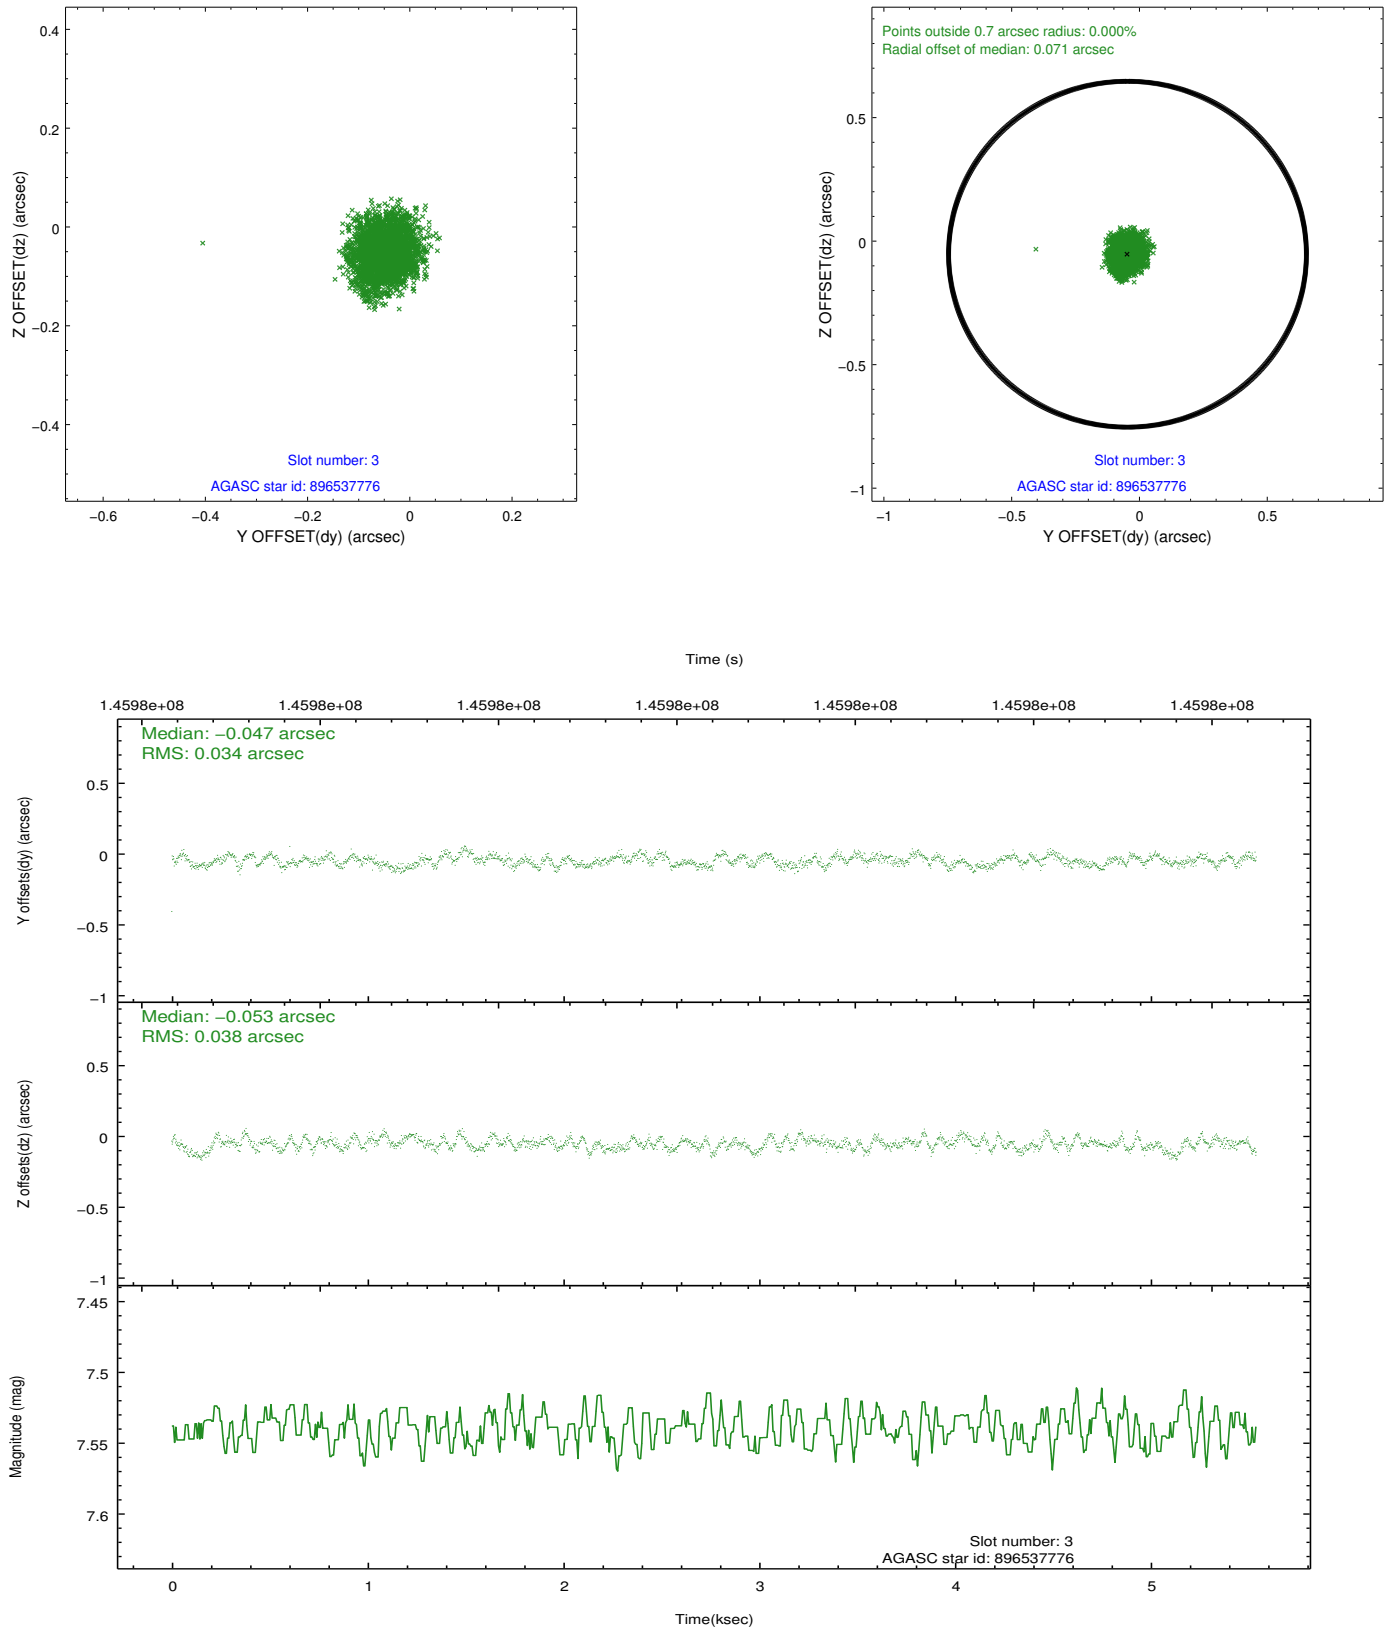 0.4
0.2
0
−0.2
−0.4
Z OFFSET(dz) (arcsec)
Slot number: 3
AGASC star id: 896537776
−0.6 −0.4 −0.2 0 0.2
Y OFFSET(dy) (arcsec)
Points outside 0.7 arcsec radius: 0.000%
Radial offset of median: 0.071 arcsec
0.5
0
−0.5
−1
Z OFFSET(dz) (arcsec)
Slot number: 3
AGASC star id: 896537776
−1 −0.5 0 0.5
Y OFFSET(dy) (arcsec)
Time (s)
1.4598e+08 1.4598e+08 1.4598e+08 1.4598e+08 1.4598e+08 1.4598e+08 1.4598e+08
Median: −0.047 arcsec
RMS: 0.034 arcsec
0.5
0
−0.5
−1
Y offsets(dy) (arcsec)
Median: −0.053 arcsec
RMS: 0.038 arcsec
0.5
0
−0.5
−1
Z offsets(dz) (arcsec)
7.45
7.5
7.55
7.6
Magnitude (mag)
Slot number: 3
AGASC star id: 896537776
0 1 2 3 4 5
Time(ksec)